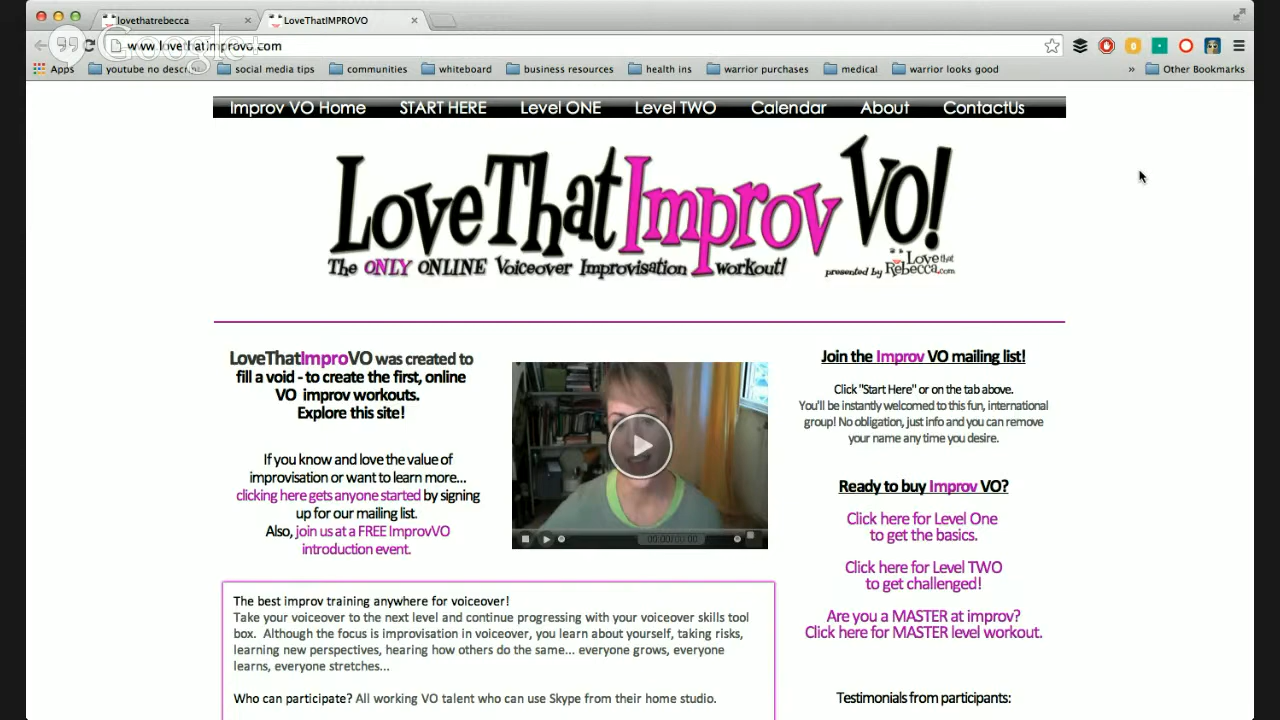 lovethatrebecca
LoveThatIMPROVO
Google+
www.lovethatimprovo.com
Apps
youtube no descri
social media tips
communities
whiteboard
business resources
health ins
warrior purchases
medical
warrior looks good
»
Other Bookmarks
Improv VO Home
START HERE
Level ONE
Level TWO
Calendar
About
ContactUs
LoveThatImprov VO!
The ONLY ONLINE Voiceover Improvisation workout!
presented by Love that Rebecca.com
LoveThatImproVO was created to
fill a void - to create the first, online
VO improv workouts.
Explore this site!
If you know and love the value of
improvisation or want to learn more...
clicking here gets anyone started by signing
up for our mailing list.
Also, join us at a FREE ImprovVO
introduction event.
00:00/00:00
Join the Improv VO mailing list!
Click "Start Here" or on the tab above.
You'll be instantly welcomed to this fun, international
group! No obligation, just info and you can remove
your name any time you desire.
Ready to buy Improv VO?
Click here for Level One
to get the basics.
Click here for Level TWO
to get challenged!
Are you a MASTER at improv?
Click here for MASTER level workout.
Testimonials from participants:
The best improv training anywhere for voiceover!
Take your voiceover to the next level and continue progressing with your voiceover skills tool
box. Although the focus is improvisation in voiceover, you learn about yourself, taking risks,
learning new perspectives, hearing how others do the same... everyone grows, everyone
learns, everyone stretches...
Who can participate? All working VO talent who can use Skype from their home studio.